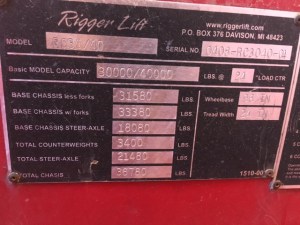 Rigger Lift
www.riggerlift.com
P.O. BOX 376 DAVISON, MI 48423
MODEL
SERIAL NO.
Basic MODEL CAPACITY 30000/40000 LBS @ LOAD CTR
BASE CHASSIS less forks 31580 LBS. Wheelbase
BASE CHASSIS w/ forks 33380 LBS. Tread Width
BASE CHASSIS STEER-AXLE 18080 LBS.
TOTAL COUNTERWEIGHTS 3400 LBS.
TOTAL STEER-AXLE 21480 LBS.
TOTAL CHASSIS 36780 LBS.